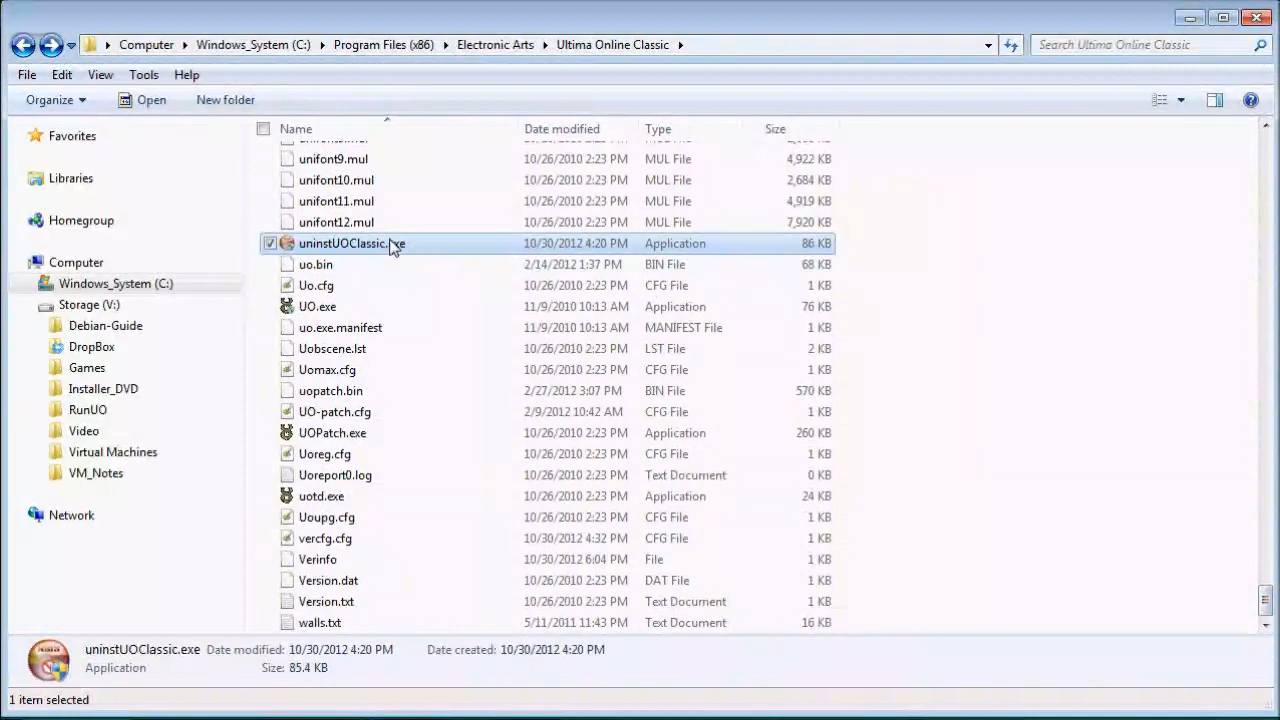 Computer Windows_System (C:) Program Files (x86) Electronic Arts Ultima Online Classic Search Ultima Online Classic
File Edit View Tools Help
Organize Open New folder
Favorites
Libraries
Homegroup
Computer
Windows_System (C:)
Storage (V:)
Debian-Guide
DropBox
Games
Installer_DVD
RunUO
Video
Virtual Machines
VM_Notes
Network
Name Date modified Type Size
unifont9.mul 10/26/2010 2:23 PM MUL File 4,922 KB
unifont10.mul 10/26/2010 2:23 PM MUL File 2,684 KB
unifont11.mul 10/26/2010 2:23 PM MUL File 4,919 KB
unifont12.mul 10/26/2010 2:23 PM MUL File 7,920 KB
uninstUOClassic.exe 10/30/2012 4:20 PM Application 86 KB
uo.bin 2/14/2012 1:37 PM BIN File 68 KB
Uo.cfg 10/26/2010 2:23 PM CFG File 1 KB
UO.exe 11/9/2010 10:13 AM Application 76 KB
uo.exe.manifest 11/9/2010 10:13 AM MANIFEST File 1 KB
Uobscene.lst 10/26/2010 2:23 PM LST File 2 KB
Uomax.cfg 10/26/2010 2:23 PM CFG File 1 KB
uopatch.bin 2/27/2012 3:07 PM BIN File 570 KB
UO-patch.cfg 2/9/2012 10:42 AM CFG File 1 KB
UOPatch.exe 10/26/2010 2:23 PM Application 260 KB
Uoreg.cfg 10/26/2010 2:23 PM CFG File 1 KB
Uoreport0.log 10/26/2010 2:23 PM Text Document 0 KB
uotd.exe 10/26/2010 2:23 PM Application 24 KB
Uoupg.cfg 10/26/2010 2:23 PM CFG File 1 KB
vercfg.cfg 10/30/2012 4:32 PM CFG File 1 KB
Verinfo 10/30/2012 6:04 PM File 1 KB
Version.dat 10/26/2010 2:23 PM DAT File 1 KB
Version.txt 10/26/2010 2:23 PM Text Document 1 KB
walls.txt 5/11/2011 11:43 PM Text Document 16 KB
uninstUOClassic.exe Date modified: 10/30/2012 4:20 PM Date created: 10/30/2012 4:20 PM
Application Size: 85.4 KB
1 item selected